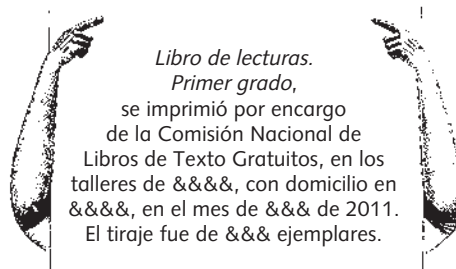 Libro de lecturas.
Primer grado,
se imprimió por encargo
de la Comisión Nacional de
Libros de Texto Gratuitos, en los
talleres de &&&&, con domicilio en
&&&&, en el mes de &&& de 2011.
El tiraje fue de &&& ejemplares.